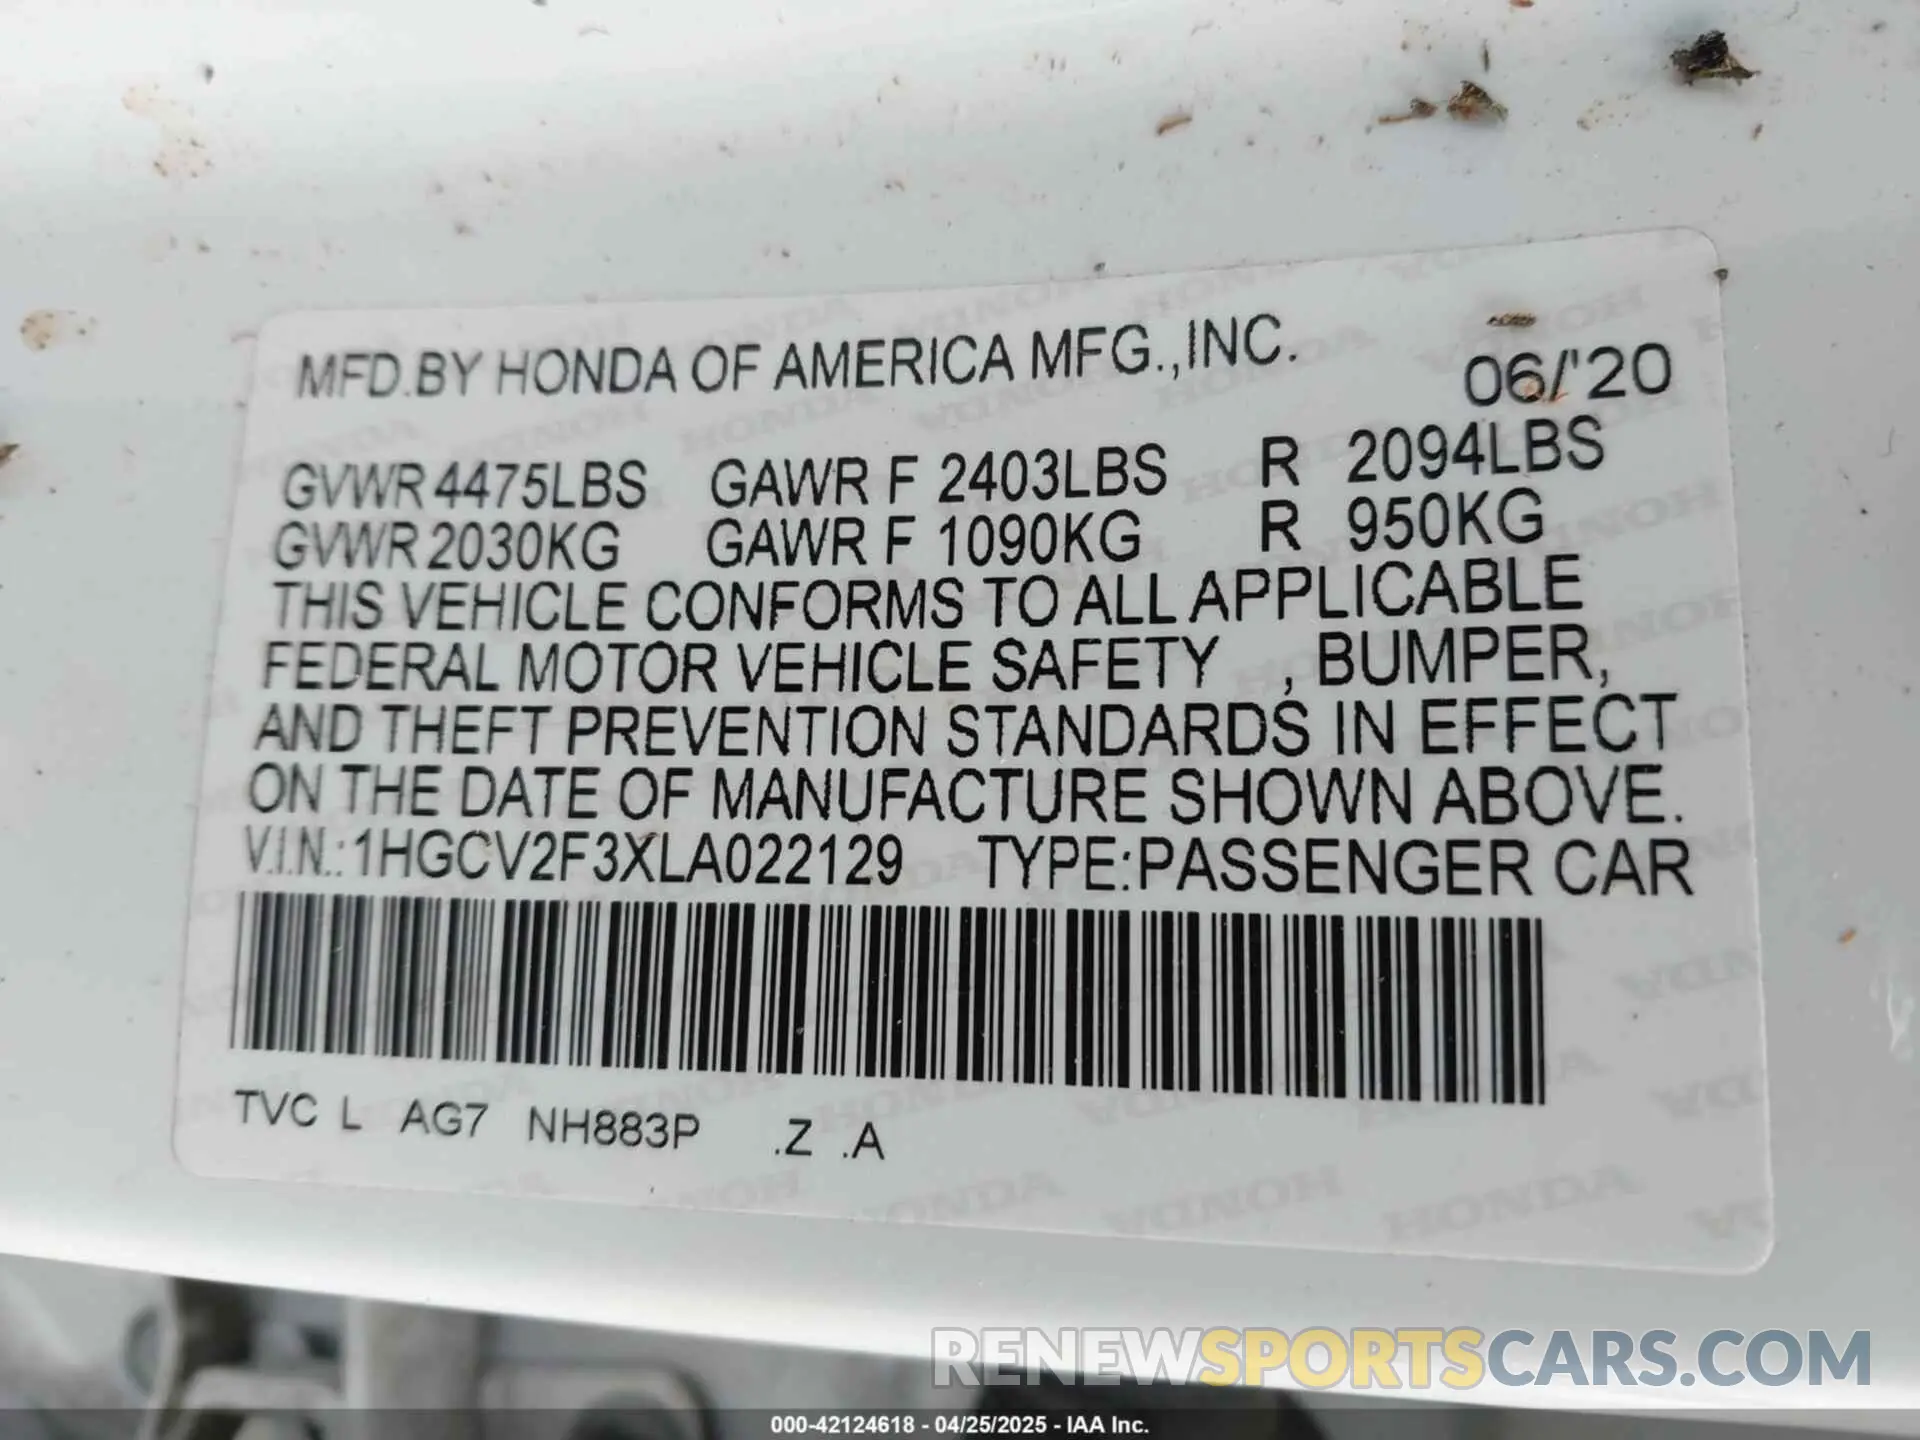 MFD.BY HONDA OF AMERICA MFG.,INC. 06/'20
GVWR 4475LBS GAWR F 2403LBS R 2094LBS
GVWR 2030KG GAWR F 1090KG R 950KG
THIS VEHICLE CONFORMS TO ALL APPLICABLE
FEDERAL MOTOR VEHICLE SAFETY , BUMPER,
AND THEFT PREVENTION STANDARDS IN EFFECT
ON THE DATE OF MANUFACTURE SHOWN ABOVE.
V.I.N.:1HGCV2F3XLA022129 TYPE:PASSENGER CAR
TVC L AG7 NH883P .Z .A
RENEWSPORTSCARS.COM
000-42124618 - 04/25/2025 - IAA Inc.